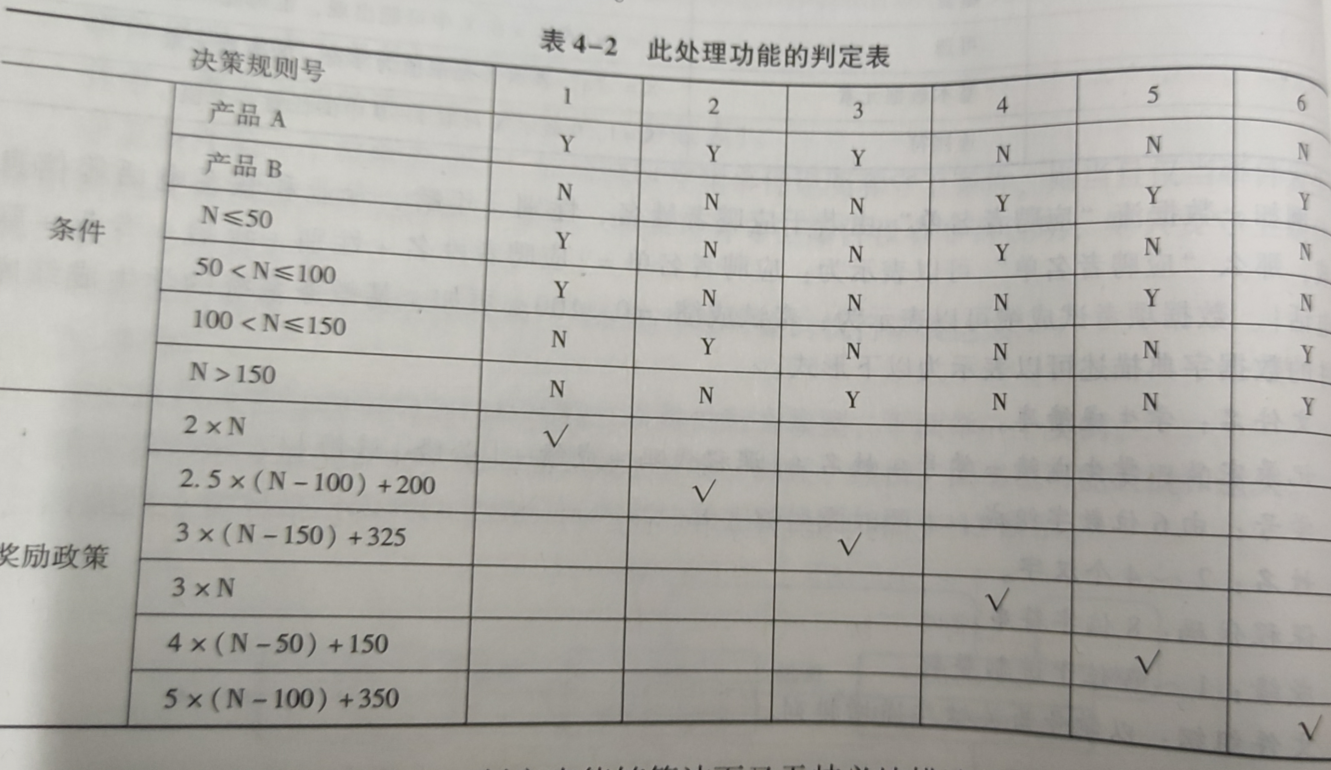 表 4-2 此处理功能的判定表
决策规则号 1 2 3 4 5 6
条件 产品 A Y Y Y N N N
产品 B N N N Y Y Y
N≤50 Y N N Y N N
50<N≤100 Y N N N Y N
100<N≤150 N Y N N N Y
N>150 N N Y N N Y
奖励政策 2×N √
2.5×(N-100)+200 √
3×(N-150)+325 √
3×N √
4×(N-50)+150 √
5×(N-100)+350 √